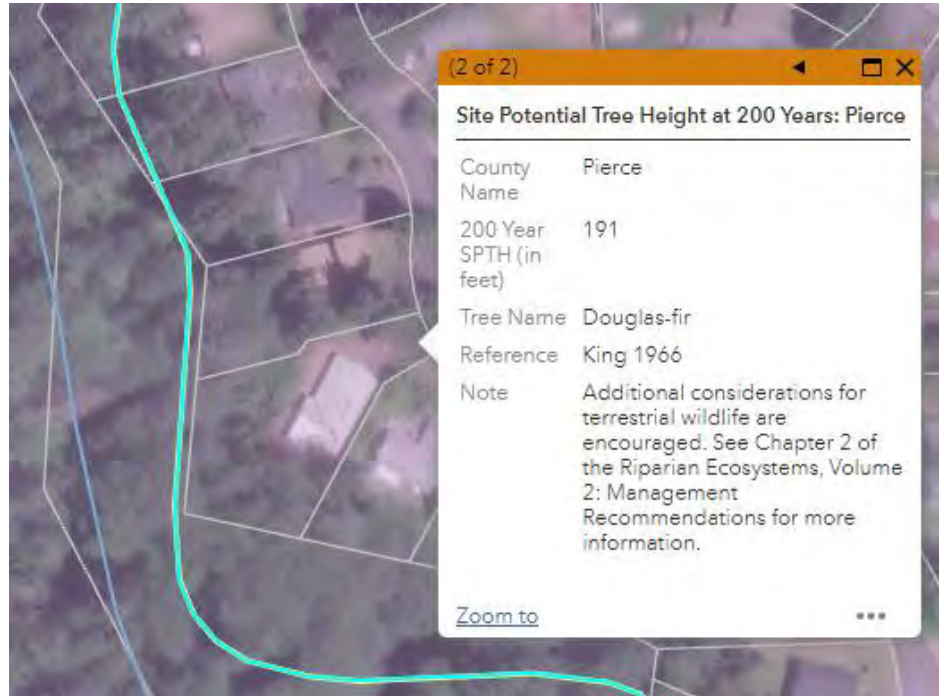 (2 of 2)
Site Potential Tree Height at 200 Years: Pierce
County Name Pierce
200 Year SPTH (in feet) 191
Tree Name Douglas-fir
Reference King 1966
Note Additional considerations for
terrestrial wildlife are
encouraged. See Chapter 2 of
the Riparian Ecosystems, Volume
2: Management
Recommendations for more
information.
Zoom to